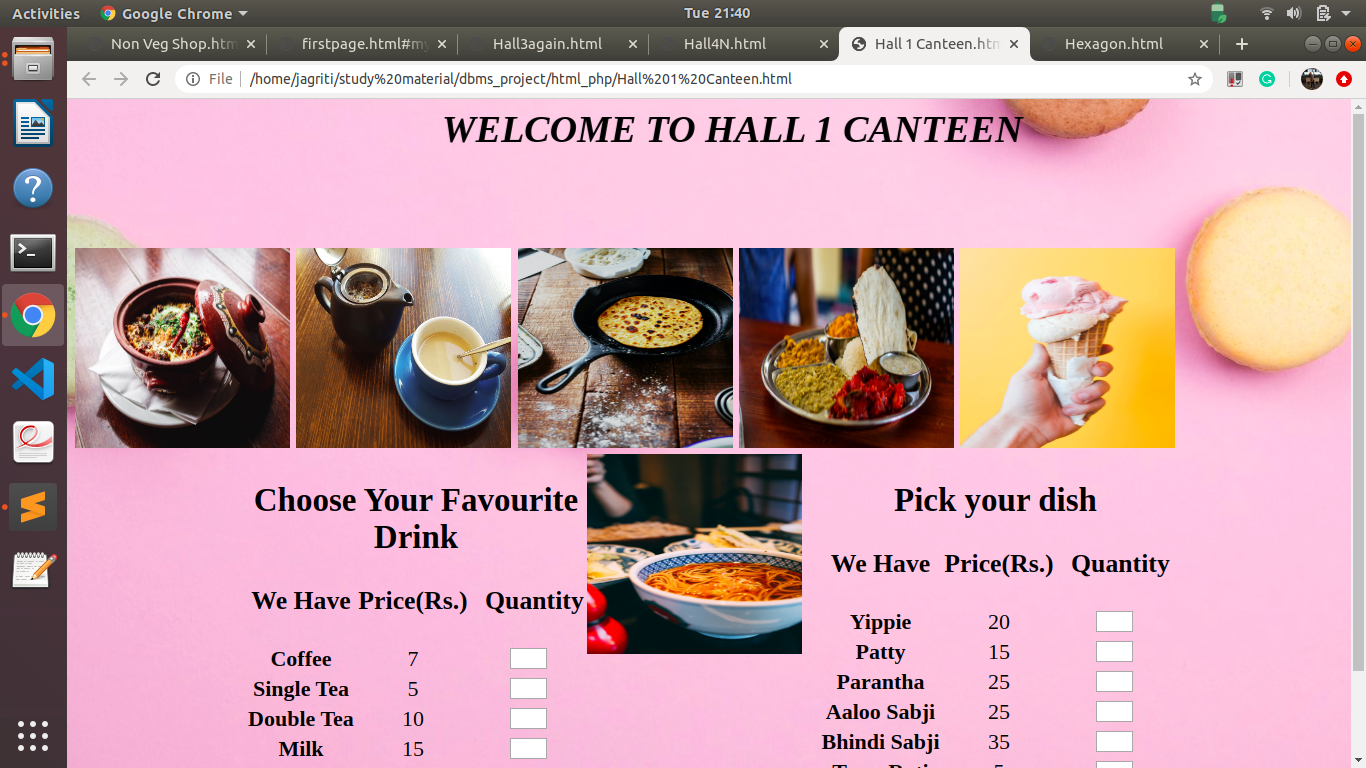 Activities Google Chrome Tue 21:40
Non Veg Shop.htm firstpage.html#my Hall3again.html Hall4N.html Hall 1 Canteen.htm Hexagon.html
File /home/jagriti/study%20material/dbms_project/html_php/Hall%201%20Canteen.html
WELCOME TO HALL 1 CANTEEN
Choose Your Favourite
Drink
We Have Price(Rs.) Quantity
Coffee 7
Single Tea 5
Double Tea 10
Milk 15
Pick your dish
We Have Price(Rs.) Quantity
Yippie 20
Patty 15
Parantha 25
Aaloo Sabji 25
Bhindi Sabji 35